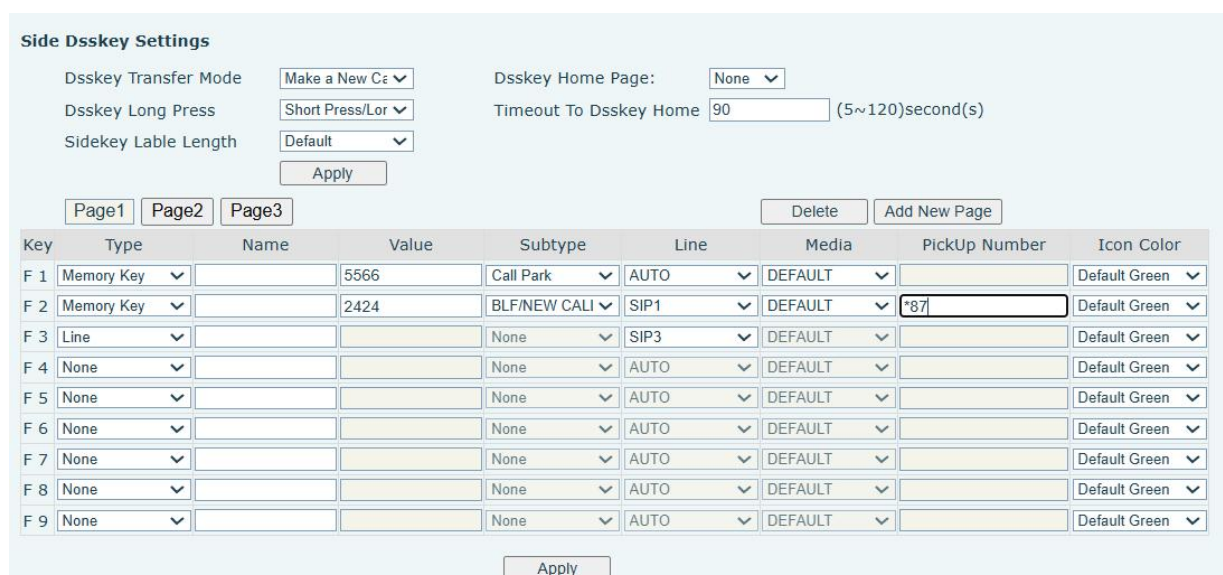 Side Dsskey Settings
Dsskey Transfer Mode Make a New Ca Dsskey Home Page: None
Dsskey Long Press Short Press/Lor Timeout To Dsskey Home 90 (5~120)second(s)
Sidekey Lable Length Default
Apply
Page1 Page2 Page3 Delete Add New Page
Key Type Name Value Subtype Line Media PickUp Number Icon Color
F 1 Memory Key 5566 Call Park AUTO DEFAULT Default Green
F 2 Memory Key 2424 BLF/NEW CALI SIP1 DEFAULT *87 Default Green
F 3 Line None SIP3 DEFAULT Default Green
F 4 None None AUTO DEFAULT Default Green
F 5 None None AUTO DEFAULT Default Green
F 6 None None AUTO DEFAULT Default Green
F 7 None None AUTO DEFAULT Default Green
F 8 None None AUTO DEFAULT Default Green
F 9 None None AUTO DEFAULT Default Green
Apply